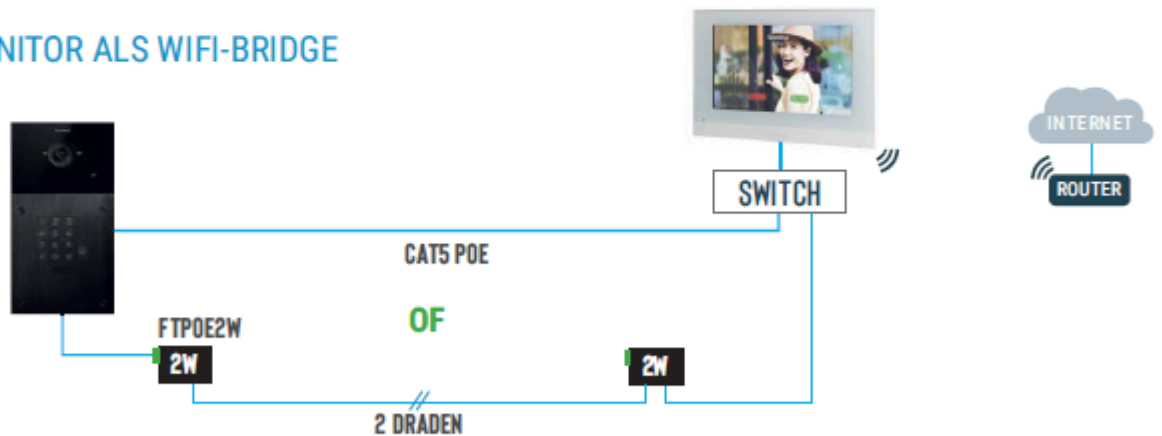 NITOR ALS WIFI-BRIDGE
INTERNET
ROUTER
SWITCH
CAT5 POE
OF
FTPOE2W
2W
2W
2 DRADEN